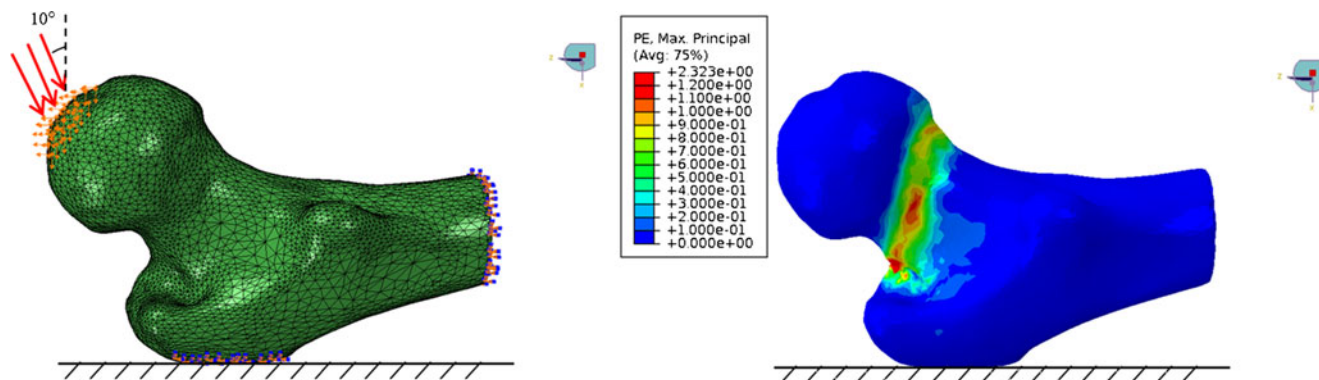 10°
z
x
PE, Max. Principal
(Avg: 75%)
+2.323e+00
+1.200e+00
+1.100e+00
+1.000e+00
+9.000e-01
+8.000e-01
+7.000e-01
+6.000e-01
+5.000e-01
+4.000e-01
+3.000e-01
+2.000e-01
+1.000e-01
+0.000e+00
z
x